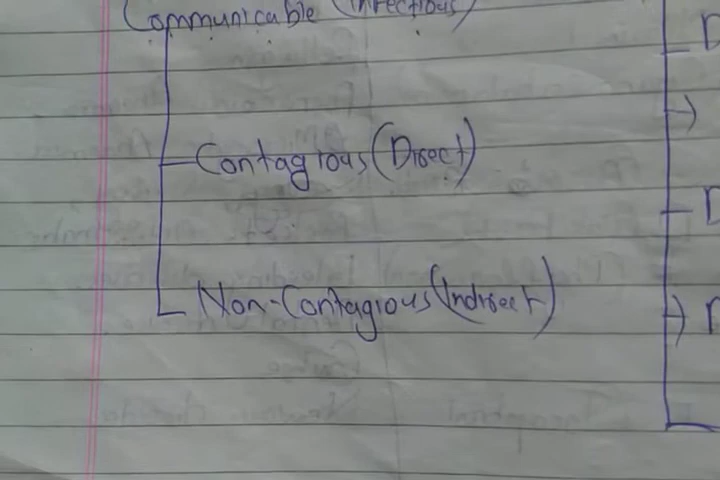 Communicable (Infectious)
Contagious (Direct)
Non-Contagious (Indirect)